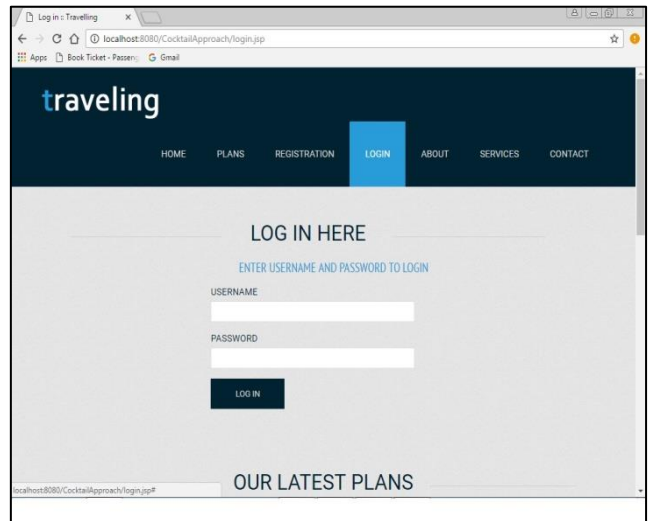 Log in :: Travelling
localhost:8080/CocktailApproach/login.jsp
Apps Book Ticket - Passeng Gmail
traveling
HOME PLANS REGISTRATION LOGIN ABOUT SERVICES CONTACT
LOG IN HERE
ENTER USERNAME AND PASSWORD TO LOGIN
USERNAME
PASSWORD
LOG IN
OUR LATEST PLANS
localhost:8080/CocktailApproach/login.jsp#